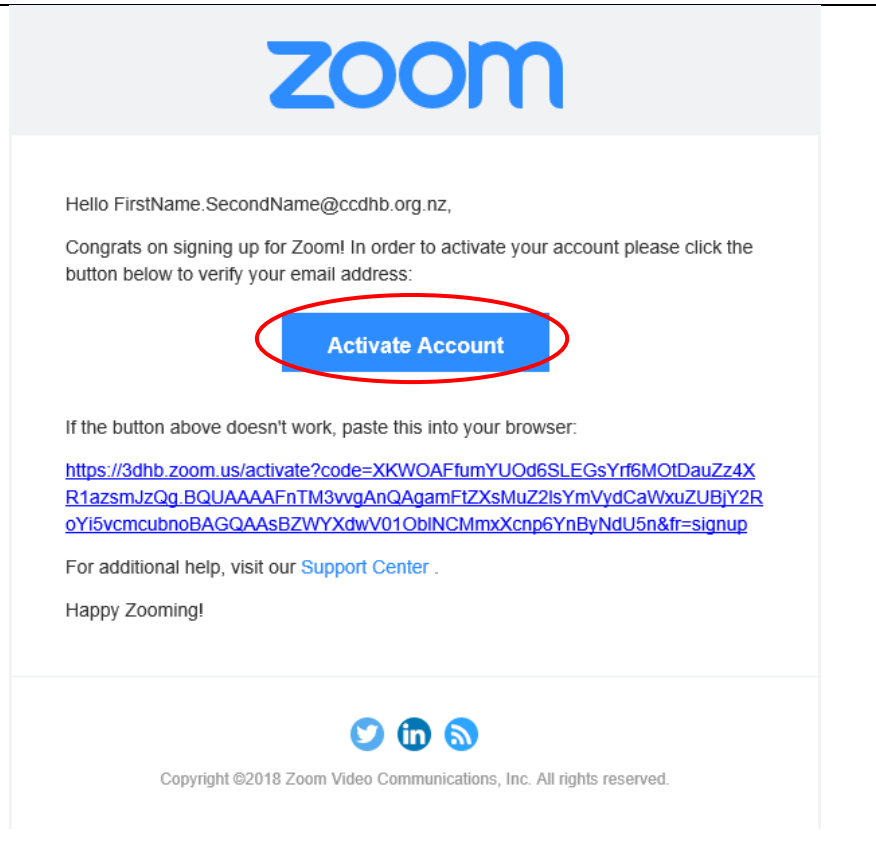 zoom
Hello FirstName.SecondName@ccdhb.org.nz,
Congrats on signing up for Zoom! In order to activate your account please click the
button below to verify your email address:
Activate Account
If the button above doesn't work, paste this into your browser:
https://3dhb.zoom.us/activate?code=XKWOAFfumYUOd6SLEGsYrf6MOtDauZz4X
R1azsmJzQg.BQUAAAAFnTM3vvgAnQAgamFtZXsMuZ2lsYmVydCaWxuZUBjY2R
oYi5vcmcubnoBAGQAAsBZWYXdwV01OblNCMmxXcnp6YnByNdU5n&fr=signup
For additional help, visit our Support Center .
Happy Zooming!
in
Copyright ©2018 Zoom Video Communications, Inc. All rights reserved.